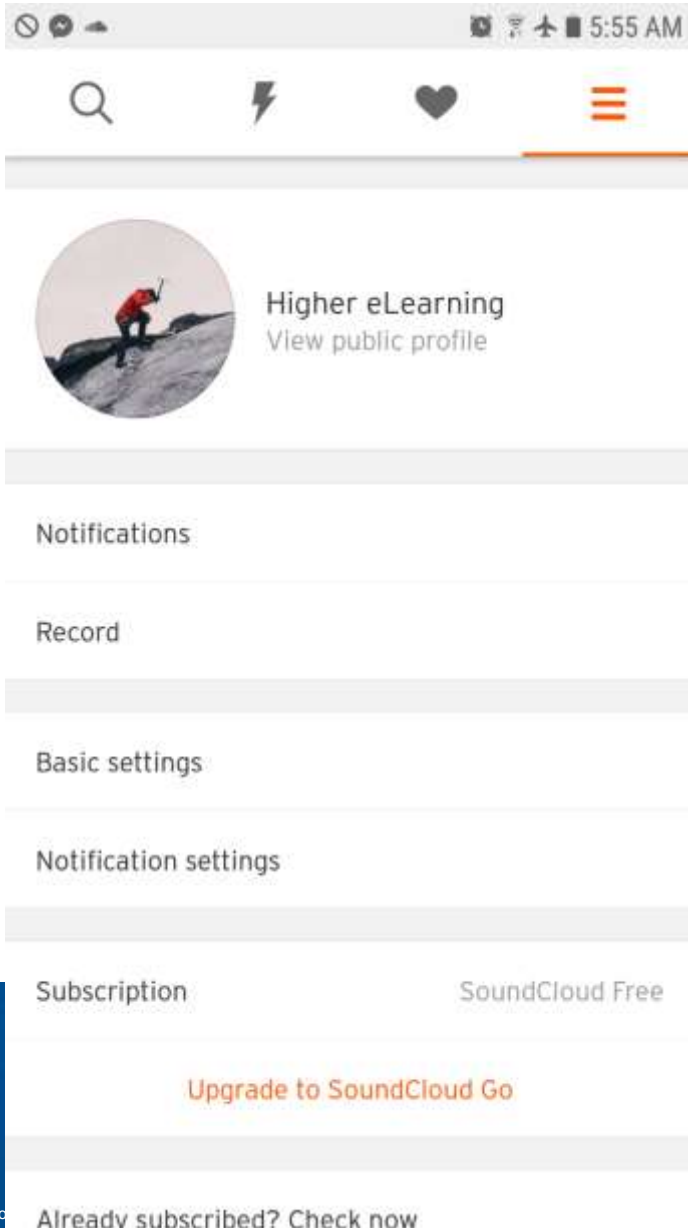 5:55 AM
Higher eLearning
View public profile
Notifications
Record
Basic settings
Notification settings
Subscription SoundCloud Free
Upgrade to SoundCloud Go
Already subscribed? Check now